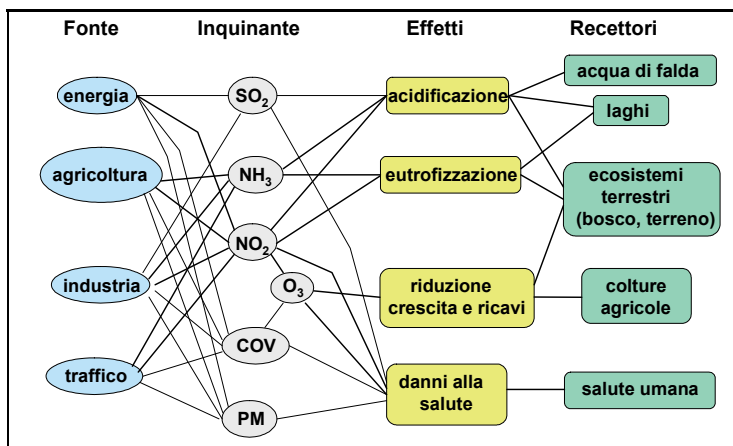 Fonte Inquinante Effetti Recettori
energia
agricoltura
industria
traffico
SO₂
NH₃
NO₂
O₃
COV
PM
acidificazione
eutrofizzazione
riduzione
crescita e ricavi
danni alla
salute
acqua di falda
laghi
ecosistemi
terrestri
(bosco, terreno)
colture
agricole
salute umana